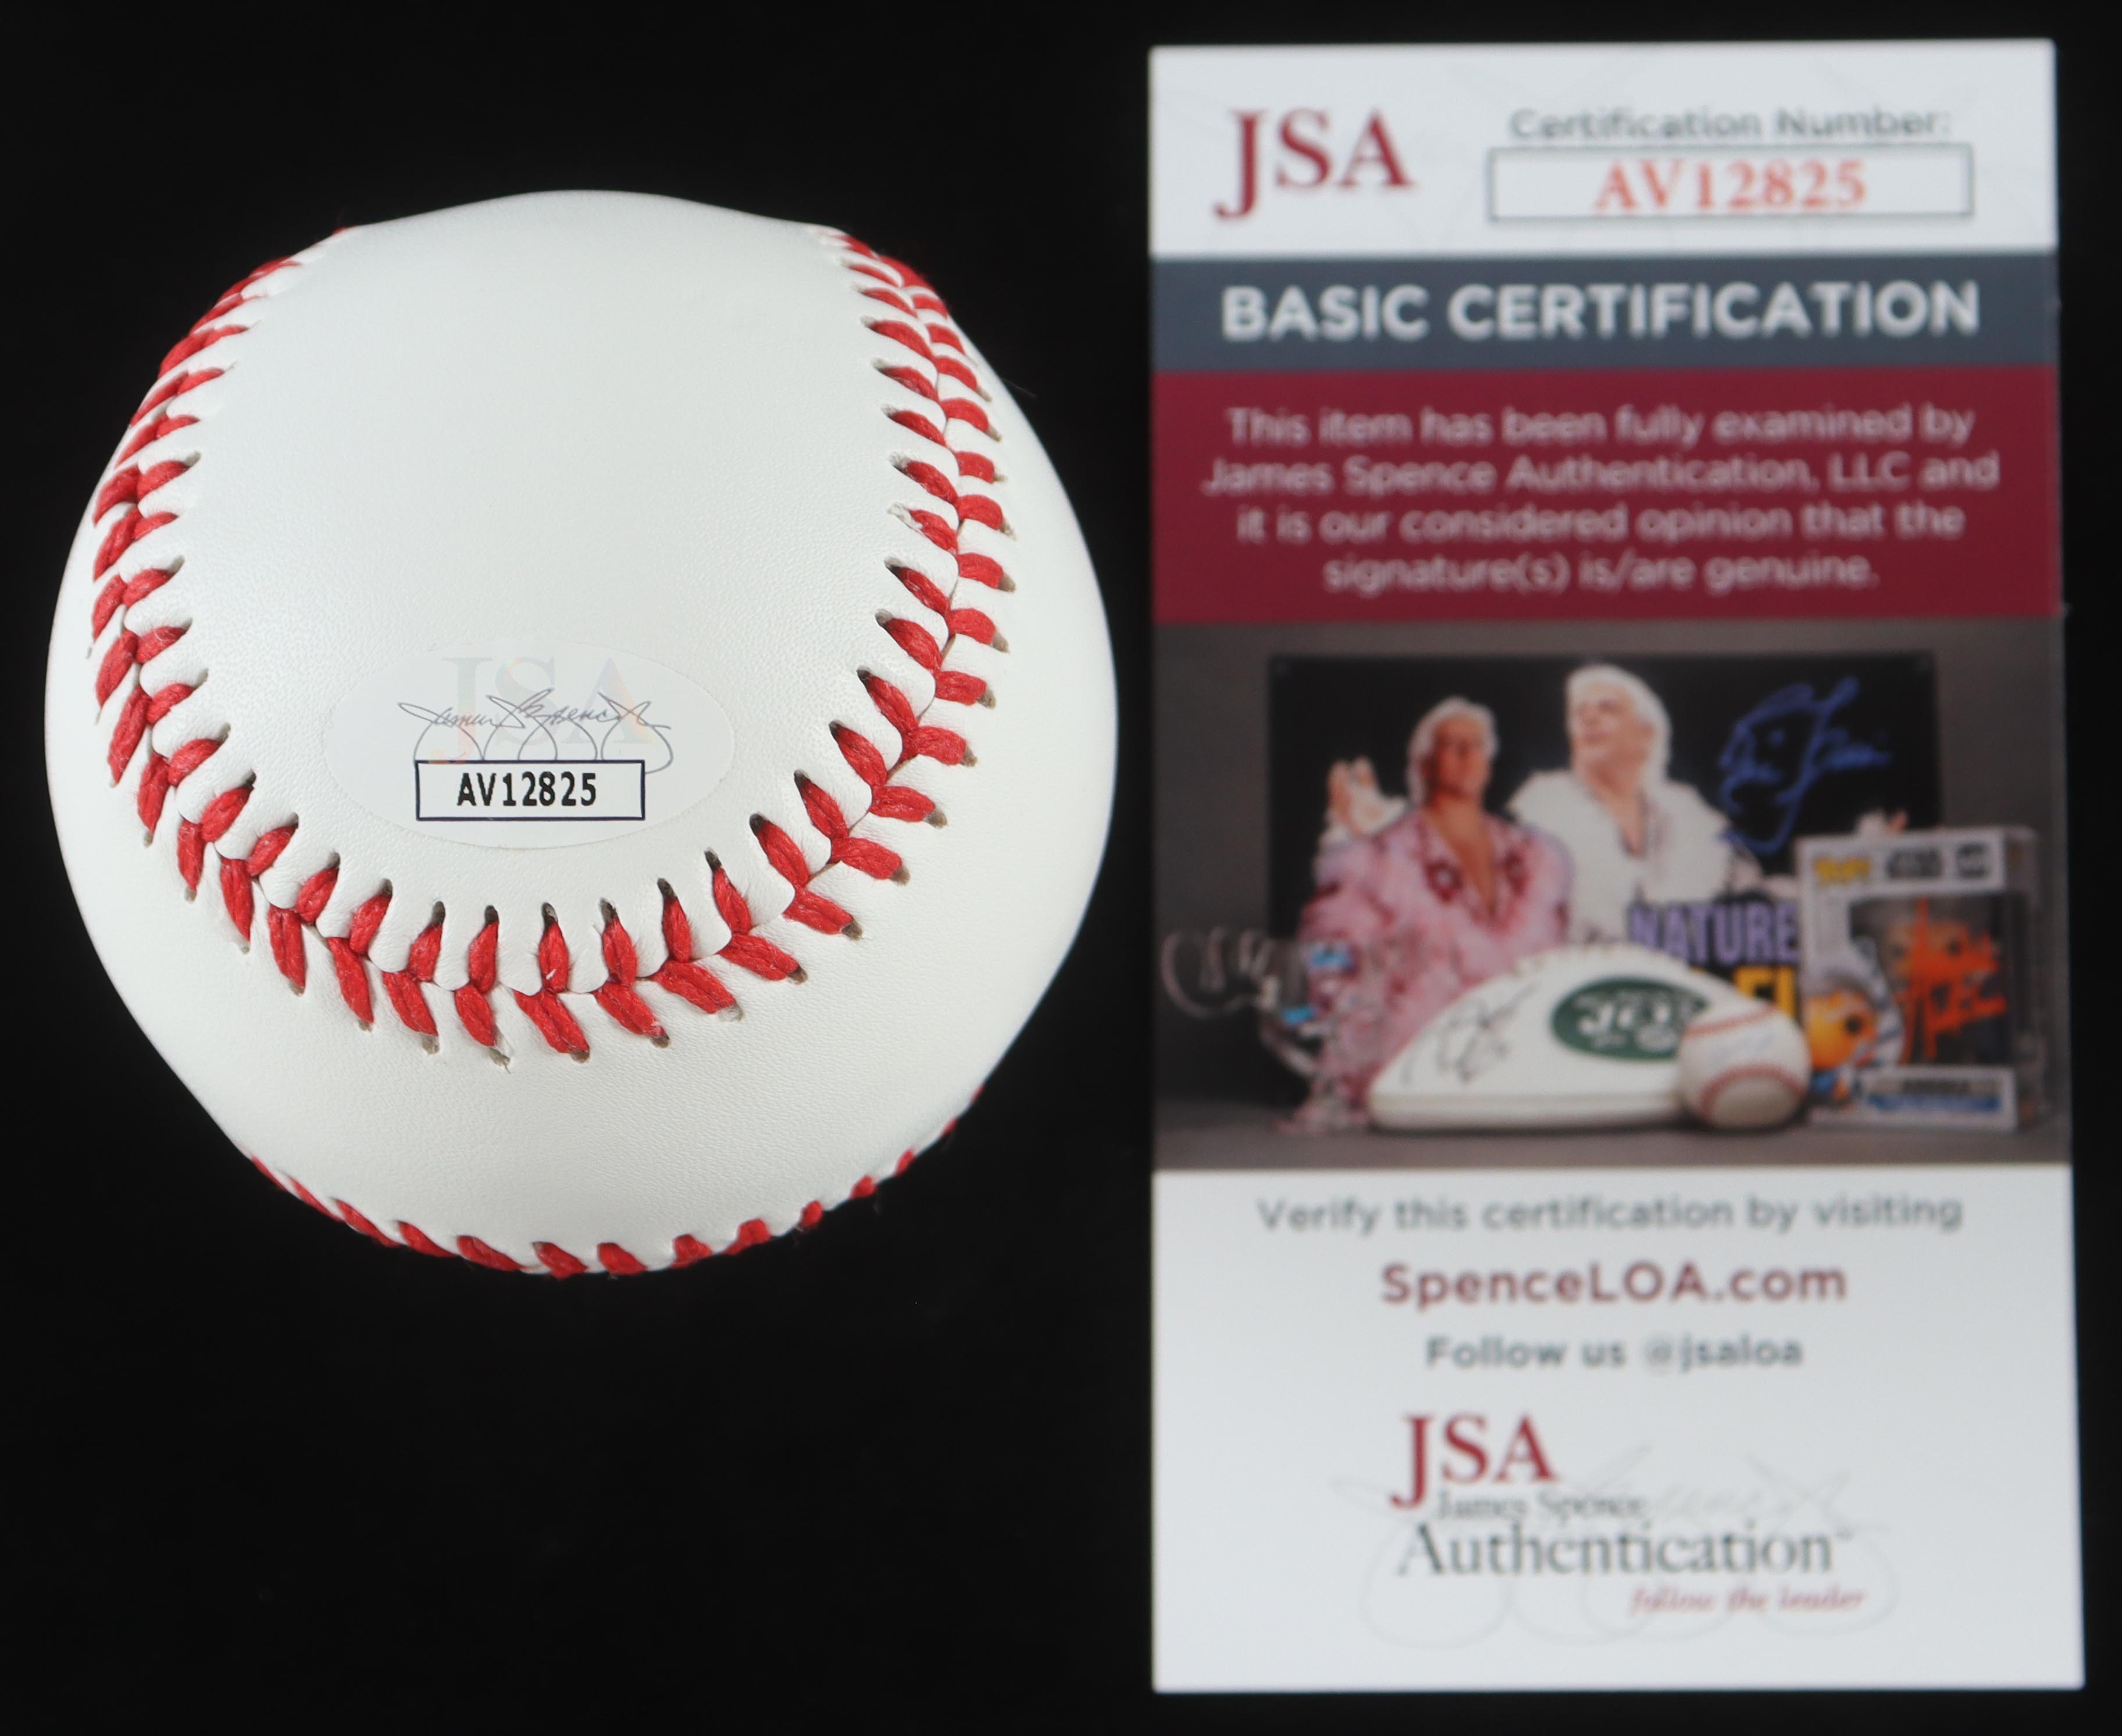 JSA
AV12825
JSA
Certification Number:
AV12825
BASIC CERTIFICATION
This item has been fully examined by
James Spence Authentication, LLC and
it is our considered opinion that the
signature(s) is/are genuine.
NATURE
JETS
Verify this certification by visiting
SpenceLOA.com
Follow us @jsaloa
JSA
James Spence
Authentication™
follow the leader